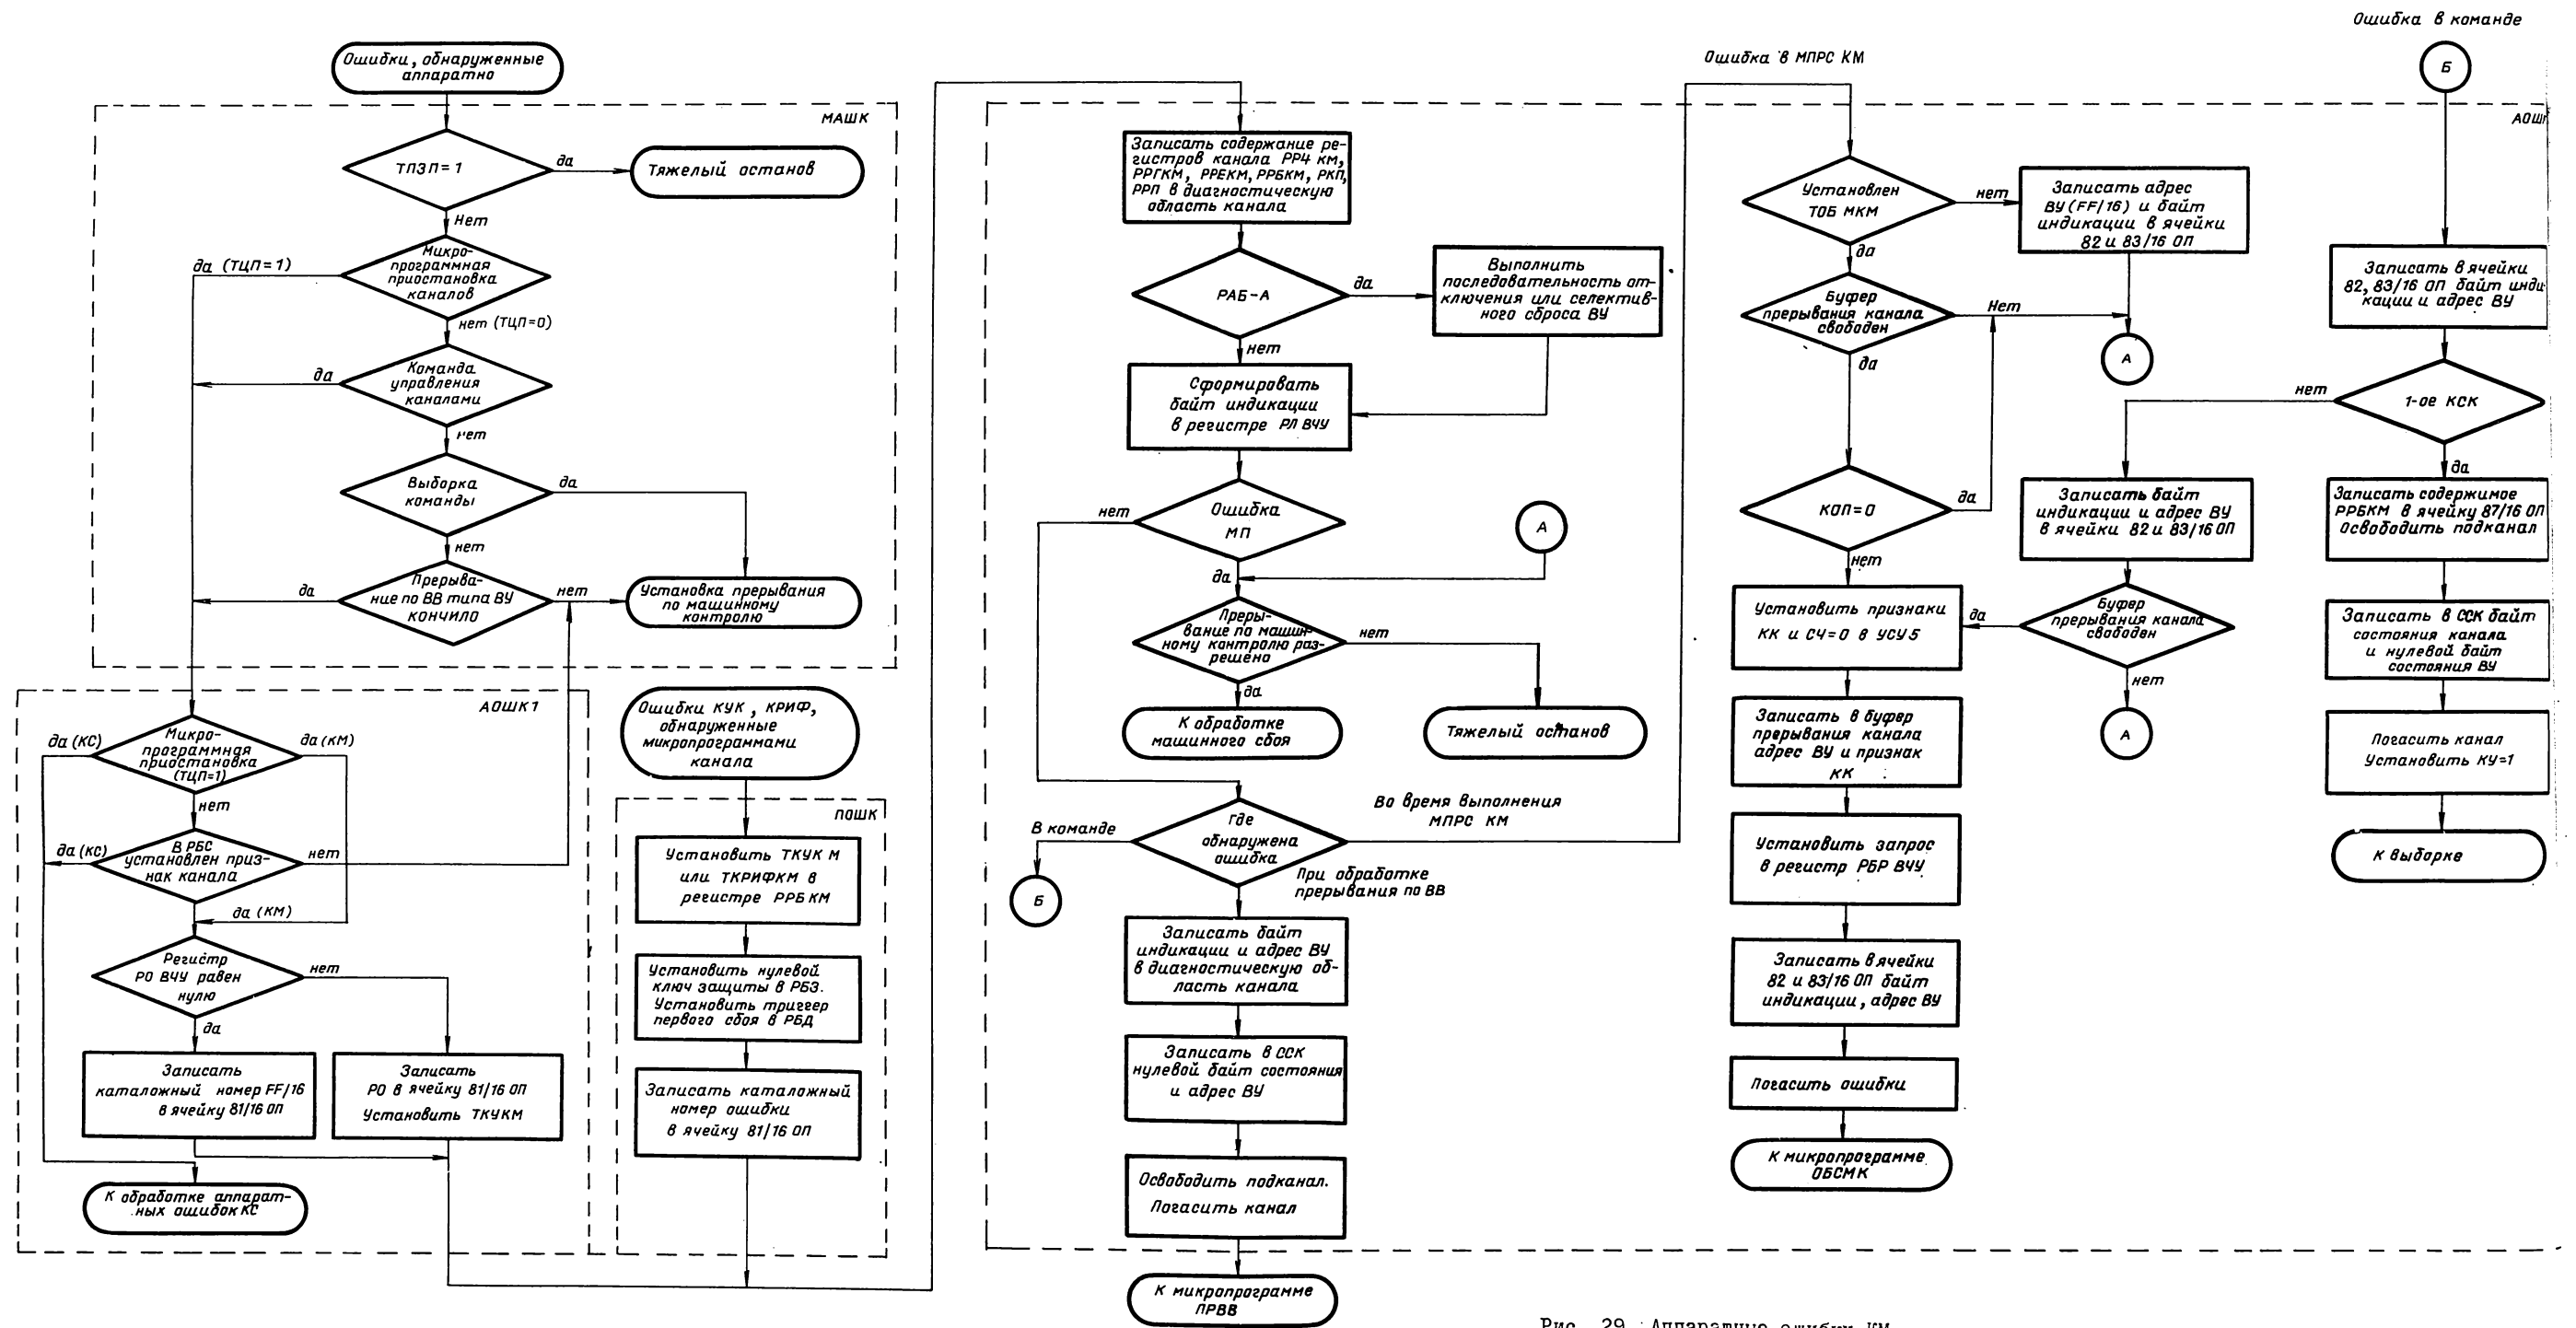 Ошибки, обнаруженные
аппаратно
МАШК
ТПЗП=1
да
Тяжелый останов
Нет
Микро-
программная
приостановка
каналов
да (ТЦП=1)
нет (ТЦП=0)
Команда
управления
каналами
да
нет
Выборка
команды
да
нет
Прерыва-
ние по ВВ типа ВУ
кончило
да
нет
Установка прерывания
по машинному
контролю
АОШК1
Микро-
программная
приостановка
(ТЦП=1)
да (КС)
да (КМ)
нет
В РБС
установлен приз-
нак канала
да (КС)
нет
да (КМ)
Регистр
РО ВЧУ равен
нулю
нет
да
Записать
каталожный номер FF/16
в ячейку 81/16 ОП
Записать
РО в ячейку 81/16 ОП
Установить ТКУКМ
К обработке аппарат-
ных ошибок КС
Ошибки КУК, КРИФ,
обнаруженные
микропрограммами
канала
ПОШК
Установить ТКУК М
или ТКРИФКМ в
регистре РРБ КМ
Установить нулевой
ключ защиты в РБЗ.
Установить триггер
первого сбоя в РБД
Записать каталожный
номер ошибки
в ячейку 81/16 ОП
Записать содержание ре-
гистров канала РРЧ км,
РРГКМ, РРЕКМ, РРБКМ, РКП,
РРП в диагностическую
область канала
РАБ-А
да
Выполнить
последовательность от-
ключения или селектив-
ного сброса ВУ
нет
Сформировать
байт индикации
в регистре РЛ ВЧУ
Ошибка
МП
нет
А
да
Преры-
вание по машин-
ному контролю раз-
решено
нет
да
К обработке
машинного сбоя
Тяжелый останов
Где
обнаружена
ошибка
В команде
Во время выполнения
МПРС КМ
При обработке
прерывания по ВВ
Б
Записать байт
индикации и адрес ВУ
в диагностическую об-
ласть канала
Записать в ССК
нулевой байт состояния
и адрес ВУ
Освободить подканал.
Погасить канал
К микропрограмме
ПРВВ
Ошибка в МПРС КМ
Установлен
ТОБ МКМ
нет
Записать адрес
ВУ (FF/16) и байт
индикации в ячейки
82 и 83/16 ОП
да
Буфер
прерывания канала
свободен
Нет
А
да
КОП=0
да
нет
Установить признаки
КК и СЧ=0 в УСУ5
Записать в буфер
прерывания канала
адрес ВУ и признак
КК
Установить запрос
в регистр РБР ВЧУ
Записать в ячейки
82 и 83/16 ОП байт
индикации, адрес ВУ
Погасить ошибки
К микропрограмме
ОБСМК
Ошибка в команде
Б
Записать в ячейки
82, 83/16 ОП байт инди-
кации и адрес ВУ
1-ое КСК
нет
да
Записать байт
индикации и адрес ВУ
в ячейки 82 и 83/16 ОП
Буфер
прерывания канала
свободен
да
нет
А
Записать содержимое
РРБКМ в ячейку 87/16 ОП
Освободить подканал
Записать в ССК байт
состояния канала
и нулевой байт
состояния ВУ
Погасить канал
Установить КУ=1
К выборке
Рис. 29. Аппаратные ошибки КМ